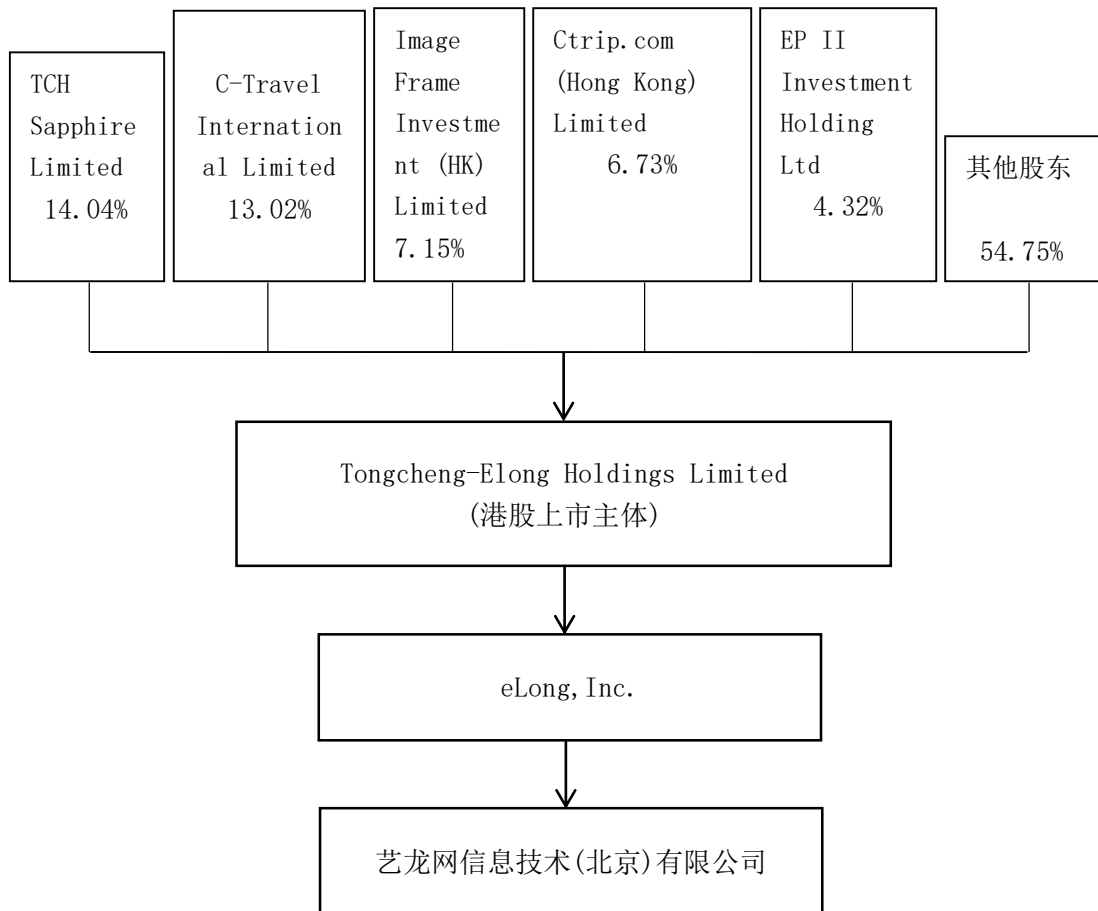 TCH
Sapphire
Limited
14.04%
C-Travel
Internation
al Limited
13.02%
Image
Frame
Investme
nt (HK)
Limited
7.15%
Ctrip.com
(Hong Kong)
Limited
6.73%
EP II
Investment
Holding
Ltd
4.32%
其他股东
54.75%
Tongcheng-Elong Holdings Limited
(港股上市主体)
eLong,Inc.
艺龙网信息技术(北京)有限公司